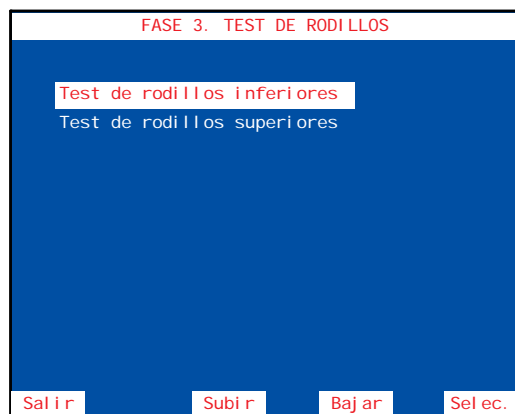 FASE 3. TEST DE RODILLOS
Test de rodillos inferiores
Test de rodillos superiores
Salir Subir Bajar Selec.